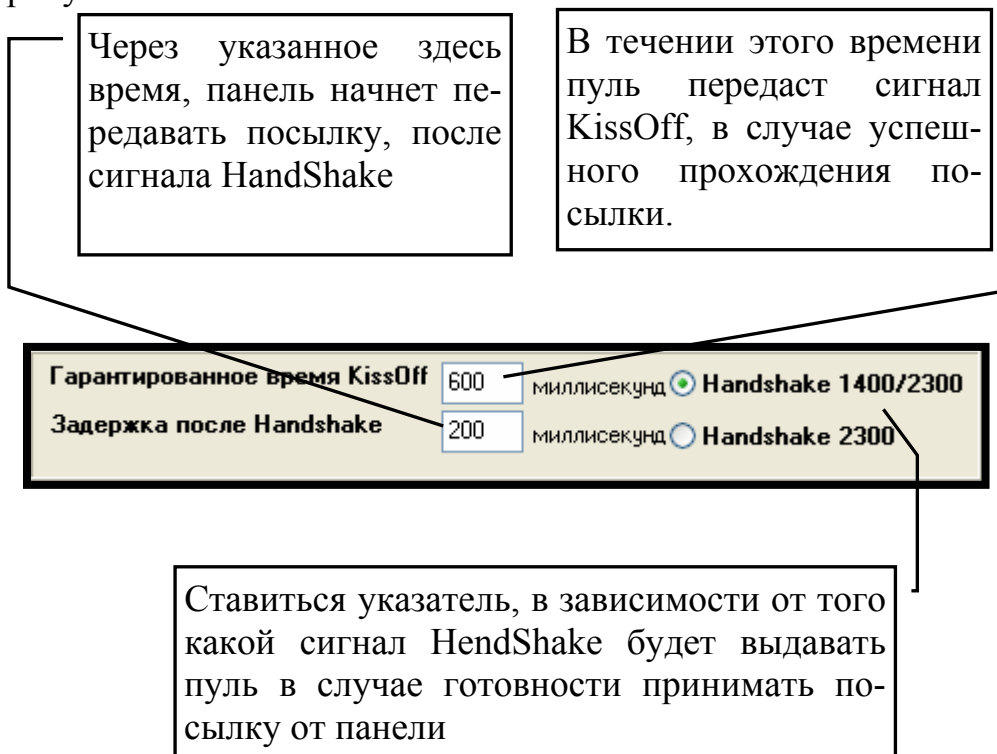 Через указанное здесь
время, панель начнет пе-
редавать посылку, после
сигнала HandShake
В течении этого времени
пуль передаст сигнал
KissOff, в случае успеш-
ного прохождения по-
сылки.
Гарантированное время KissOff 600 миллисекунд Handshake 1400/2300
Задержка после Handshake 200 миллисекунд Handshake 2300
Ставиться указатель, в зависимости от того
какой сигнал HendShake будет выдавать
пуль в случае готовности принимать по-
сылку от панели